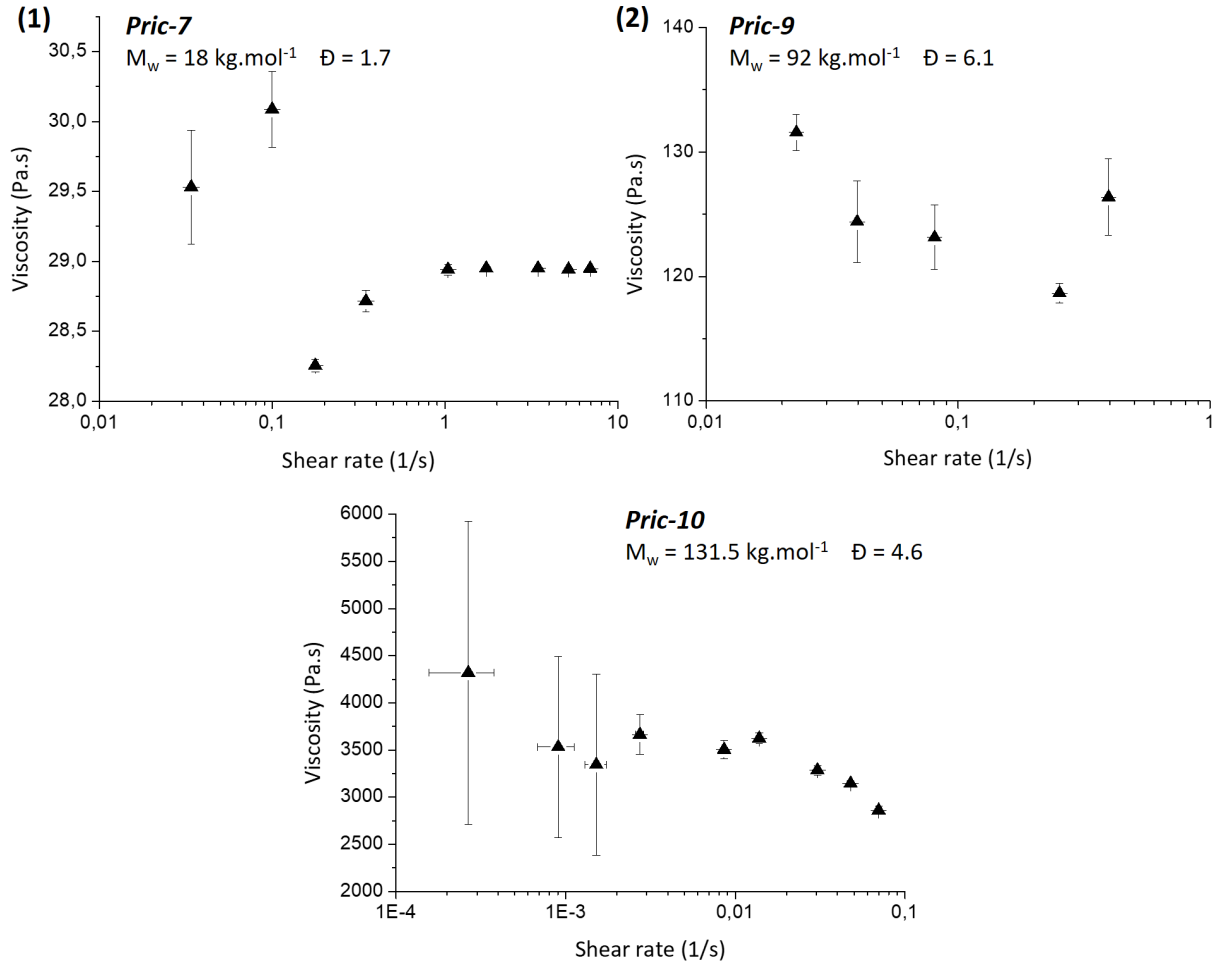 (1)
Pric-7
M_w = 18 kg.mol⁻¹ Đ = 1.7
30,5
30,0
29,5
29,0
28,5
28,0
Viscosity (Pa.s)
0,01 0,1 1 10
Shear rate (1/s)
(2)
Pric-9
M_w = 92 kg.mol⁻¹ Đ = 6.1
140
130
120
110
Viscosity (Pa.s)
0,01 0,1 1
Shear rate (1/s)
Pric-10
M_w = 131.5 kg.mol⁻¹ Đ = 4.6
6000
5500
5000
4500
4000
3500
3000
2500
2000
Viscosity (Pa.s)
1E-4 1E-3 0,01 0,1
Shear rate (1/s)